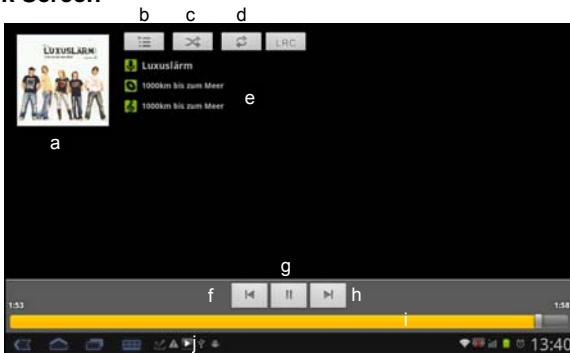 k Screen
b c d
LUXUSLÄRM
LRC
Luxuslärm
1000km bis zum Meer
e
1000km bis zum Meer
a
g
f h
1:53 1:58
i
j
13:40